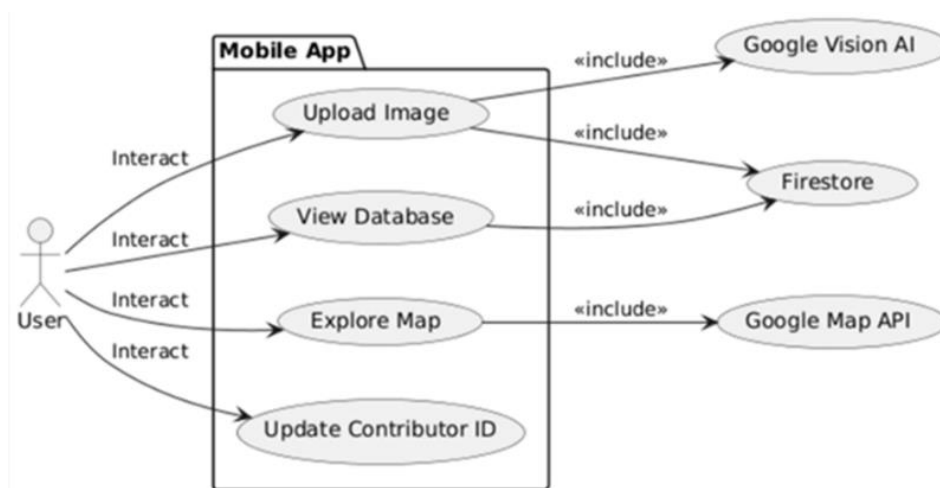 Mobile App
Google Vision AI
«include»
Upload Image
«include»
Interact
Firestore
View Database
«include»
Interact
Interact
User
Explore Map
«include»
Google Map API
Interact
Update Contributor ID